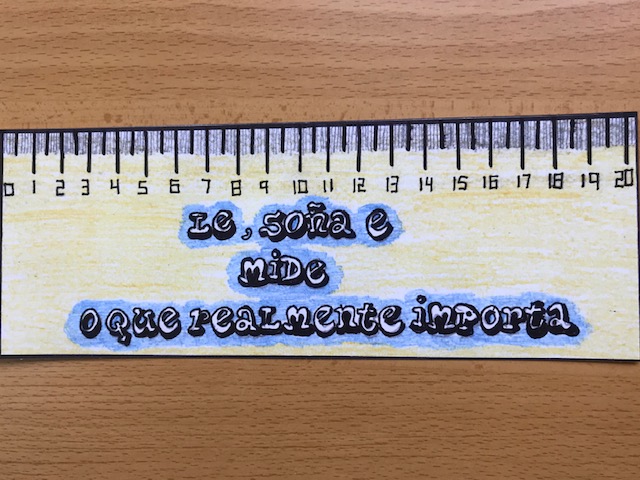 0 1 2 3 4 5 6 7 8 9 10 11 12 13 14 15 16 17 18 19 20
Le, soña e
mide
o que realmente importa